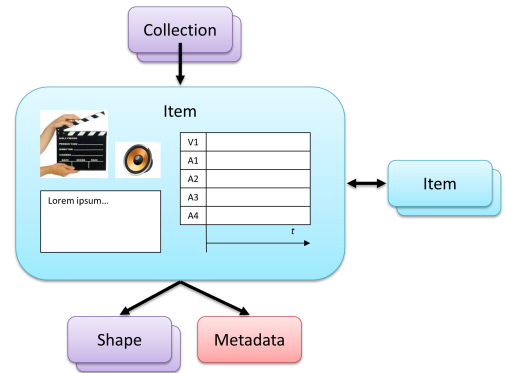 Collection
Item
V1
A1
A2
A3
A4
t
Lorem ipsum...
Item
Shape
Metadata